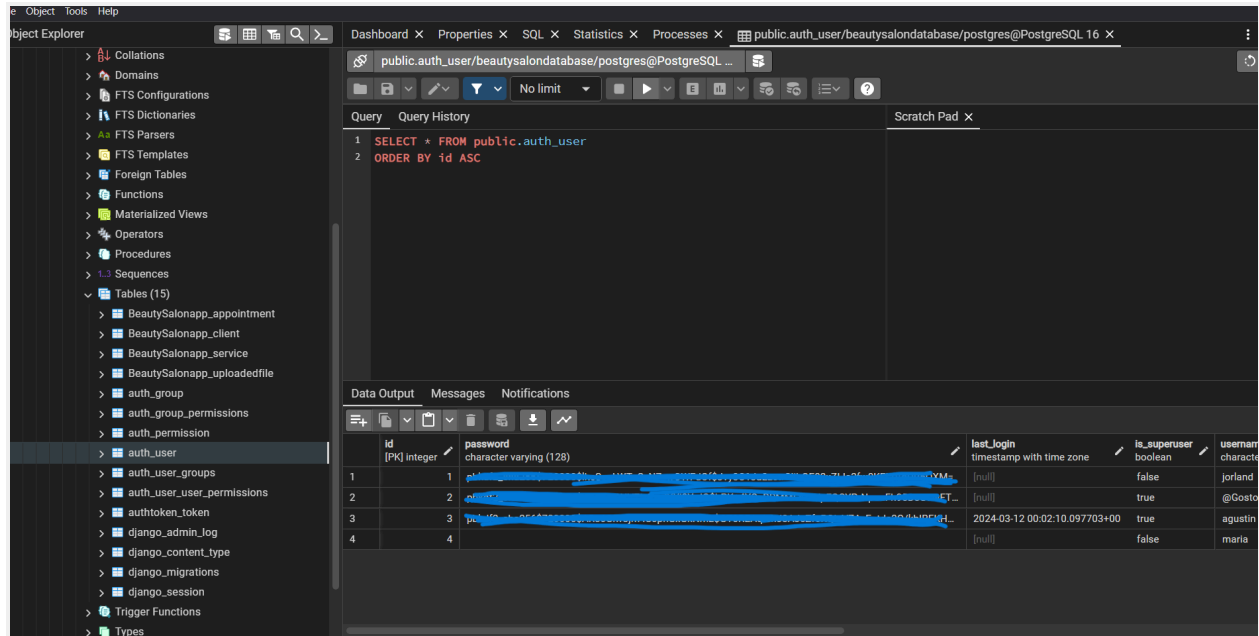 Object Tools Help
Object Explorer
Collations
Domains
FTS Configurations
FTS Dictionaries
FTS Parsers
FTS Templates
Foreign Tables
Functions
Materialized Views
Operators
Procedures
1..3 Sequences
Tables (15)
BeautySalonapp_appointment
BeautySalonapp_client
BeautySalonapp_service
BeautySalonapp_uploadedfile
auth_group
auth_group_permissions
auth_permission
auth_user
auth_user_groups
auth_user_user_permissions
authtoken_token
django_admin_log
django_content_type
django_migrations
django_session
Trigger Functions
Types
Dashboard Properties SQL Statistics Processes public.auth_user/beautysalondatabase/postgres@PostgreSQL 16
public.auth_user/beautysalondatabase/postgres@PostgreSQL ...
No limit
Query Query History Scratch Pad
1 SELECT * FROM public.auth_user
2 ORDER BY id ASC
Data Output Messages Notifications
id password last_login is_superuser usernam
[PK] integer character varying (128) timestamp with time zone boolean characte
1 1 [null] false jorland
2 2 [null] true @Gosto
3 3 2024-03-12 00:02:10.097703+00 true agustin
4 4 [null] false maria